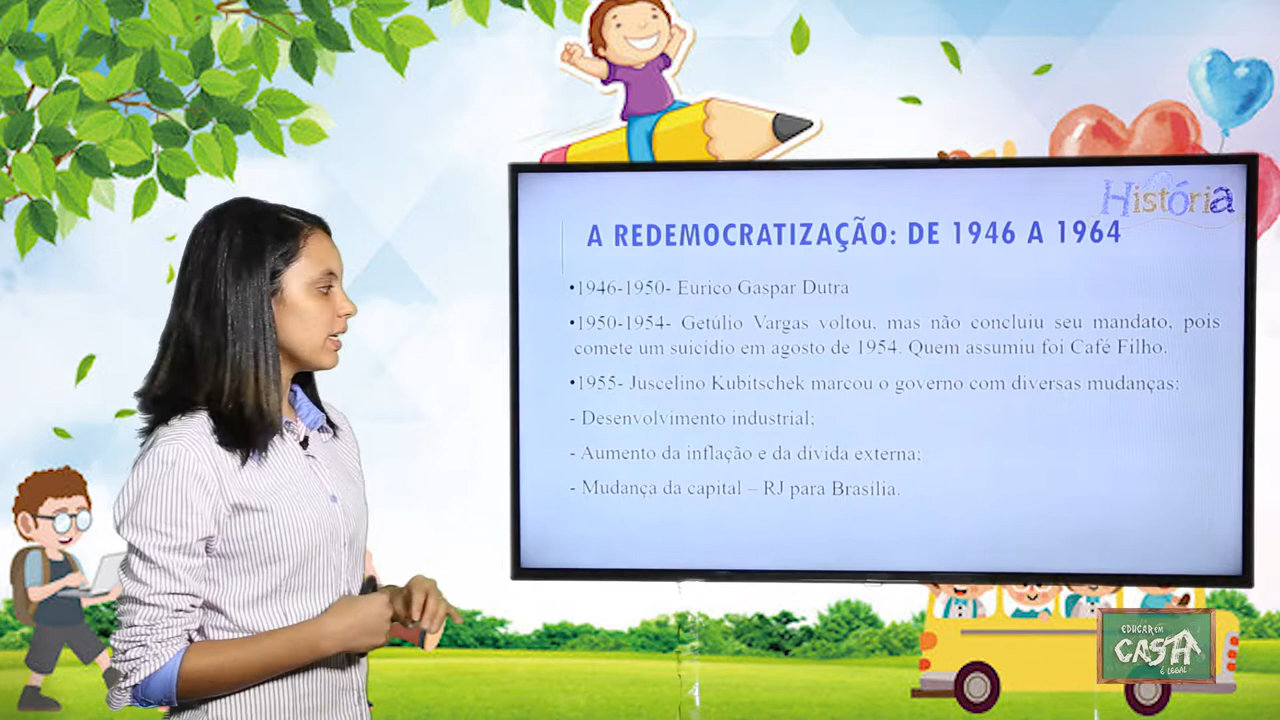 História
A REDEMOCRATIZAÇÃO: DE 1946 A 1964
•1946-1950- Eurico Gaspar Dutra
•1950-1954- Getúlio Vargas voltou, mas não concluiu seu mandato, pois
comete um suicídio em agosto de 1954. Quem assumiu foi Café Filho.
•1955- Juscelino Kubitschek marcou o governo com diversas mudanças:
- Desenvolvimento industrial;
- Aumento da inflação e da divida externa;
- Mudança da capital – RJ para Brasília.
EDUCAR EM
CASA
É LEGAL